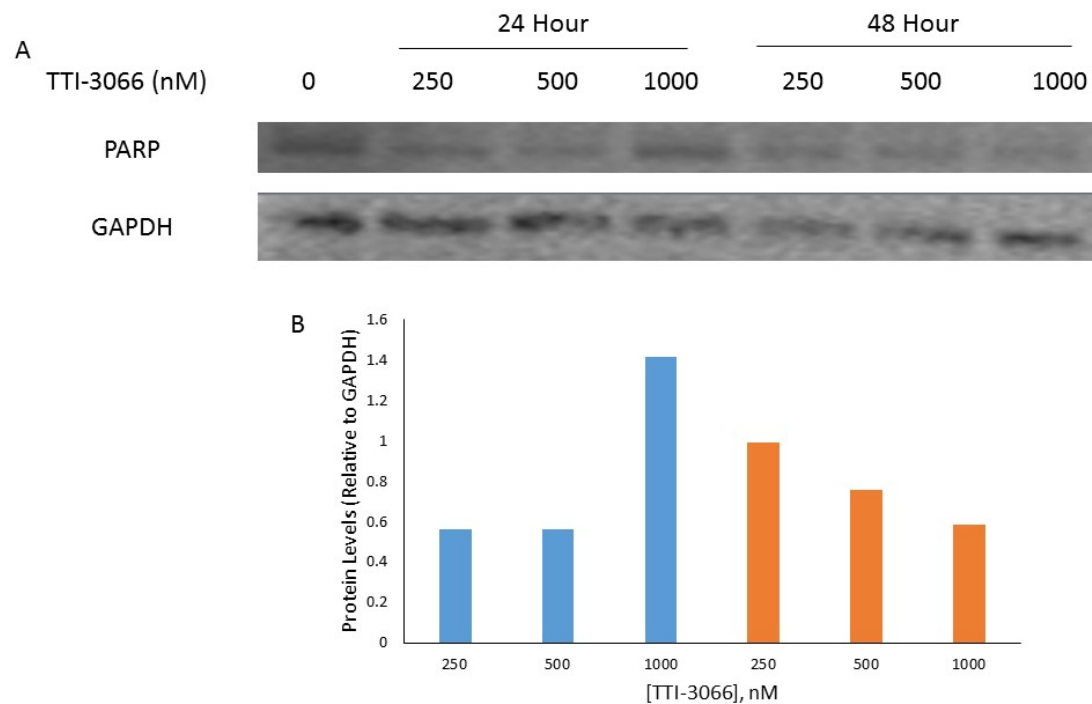 24 Hour 48 Hour
A
TTI-3066 (nM) 0 250 500 1000 250 500 1000
PARP
GAPDH
B
Protein Levels (Relative to GAPDH)
1.6
1.4
1.2
1
0.8
0.6
0.4
0.2
0
250 500 1000 250 500 1000
[TTI-3066], nM